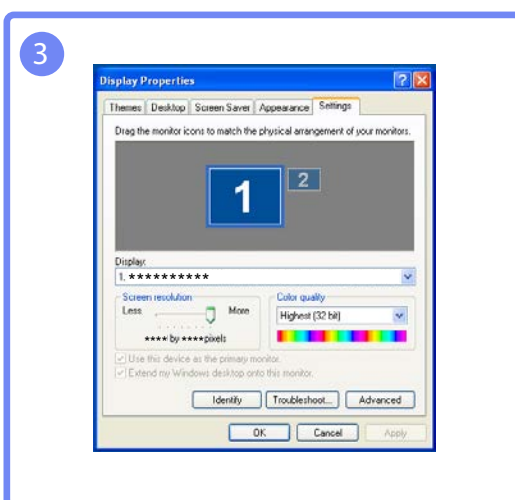 3
Display Properties
Themes Desktop Screen Saver Appearance Settings
Drag the monitor icons to match the physical arrangement of your monitors.
1 2
Display:
1. **********
Screen resolution Color quality
Less More Highest (32 bit)
**** by ****pixels
Use this device as the primary monitor.
Extend my Windows desktop onto this monitor.
Identify Troubleshoot... Advanced
OK Cancel Apply